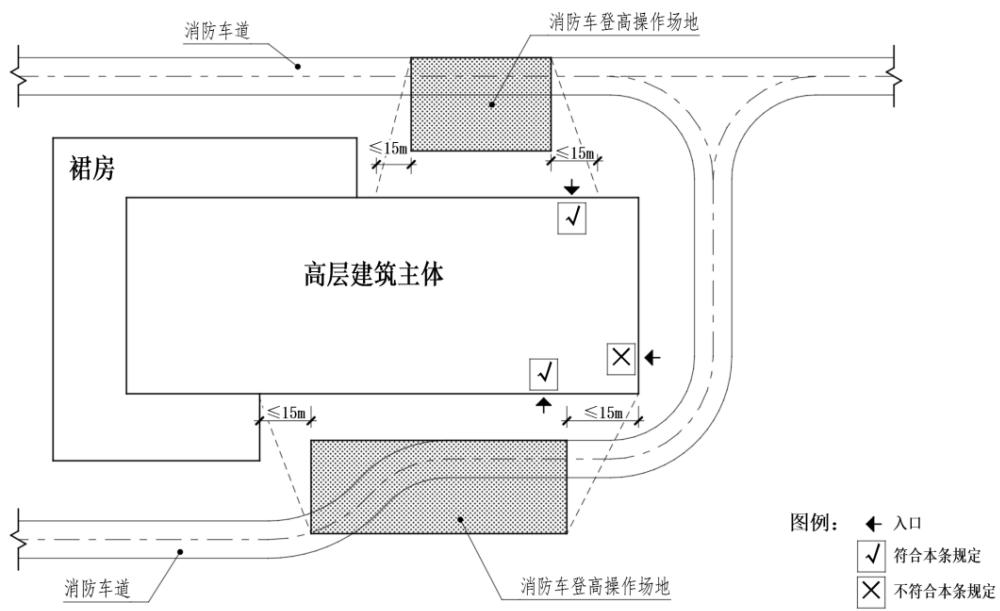 消防车道
消防车登高操作场地
≤15m
≤15m
裙房
高层建筑主体
≤15m
≤15m
图例：
入口
符合本条规定
不符合本条规定
消防车道
消防车登高操作场地